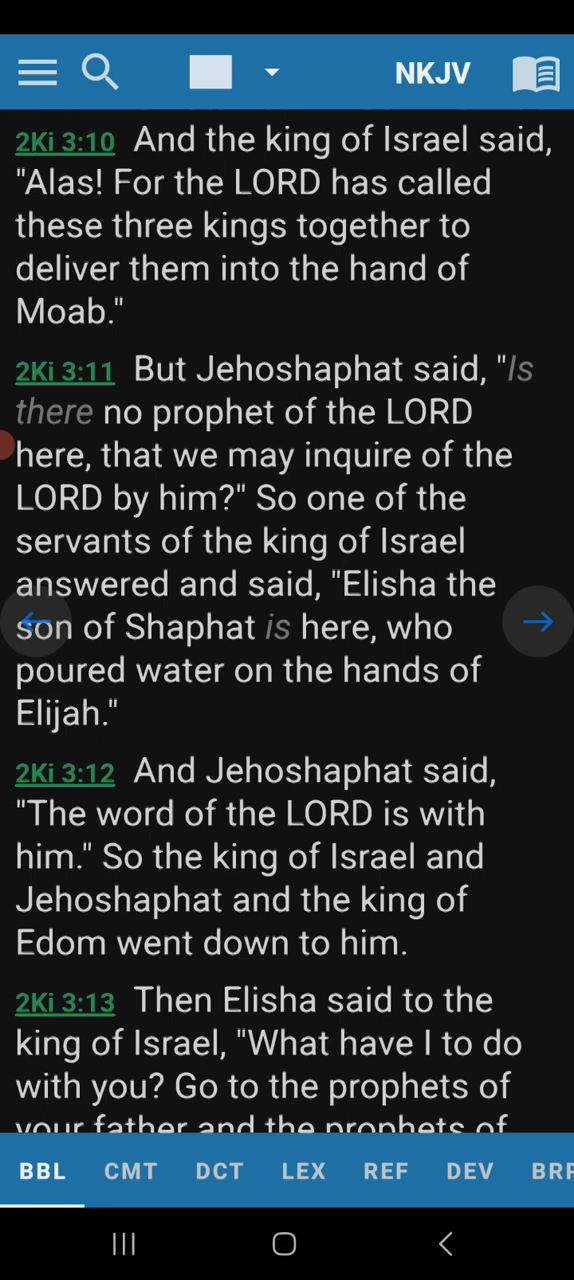 NKJV
2Ki 3:10 And the king of Israel said,
"Alas! For the LORD has called
these three kings together to
deliver them into the hand of
Moab."
2Ki 3:11 But Jehoshaphat said, "Is
there no prophet of the LORD
here, that we may inquire of the
LORD by him?" So one of the
servants of the king of Israel
answered and said, "Elisha the
son of Shaphat is here, who
poured water on the hands of
Elijah."
2Ki 3:12 And Jehoshaphat said,
"The word of the LORD is with
him." So the king of Israel and
Jehoshaphat and the king of
Edom went down to him.
2Ki 3:13 Then Elisha said to the
king of Israel, "What have I to do
with you? Go to the prophets of
your father and the prophets of
BBL CMT DCT LEX REF DEV BRP